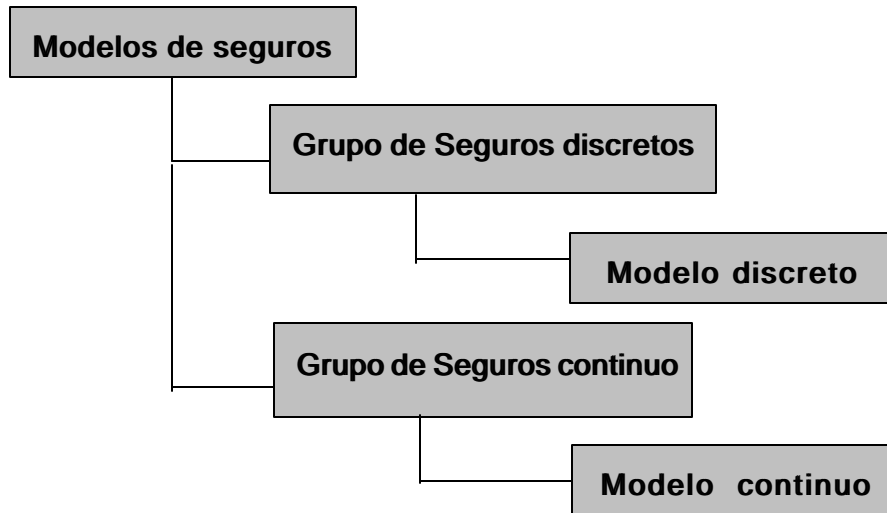 Modelos de seguros
Grupo de Seguros discretos
Modelo discreto
Grupo de Seguros continuo
Modelo continuo